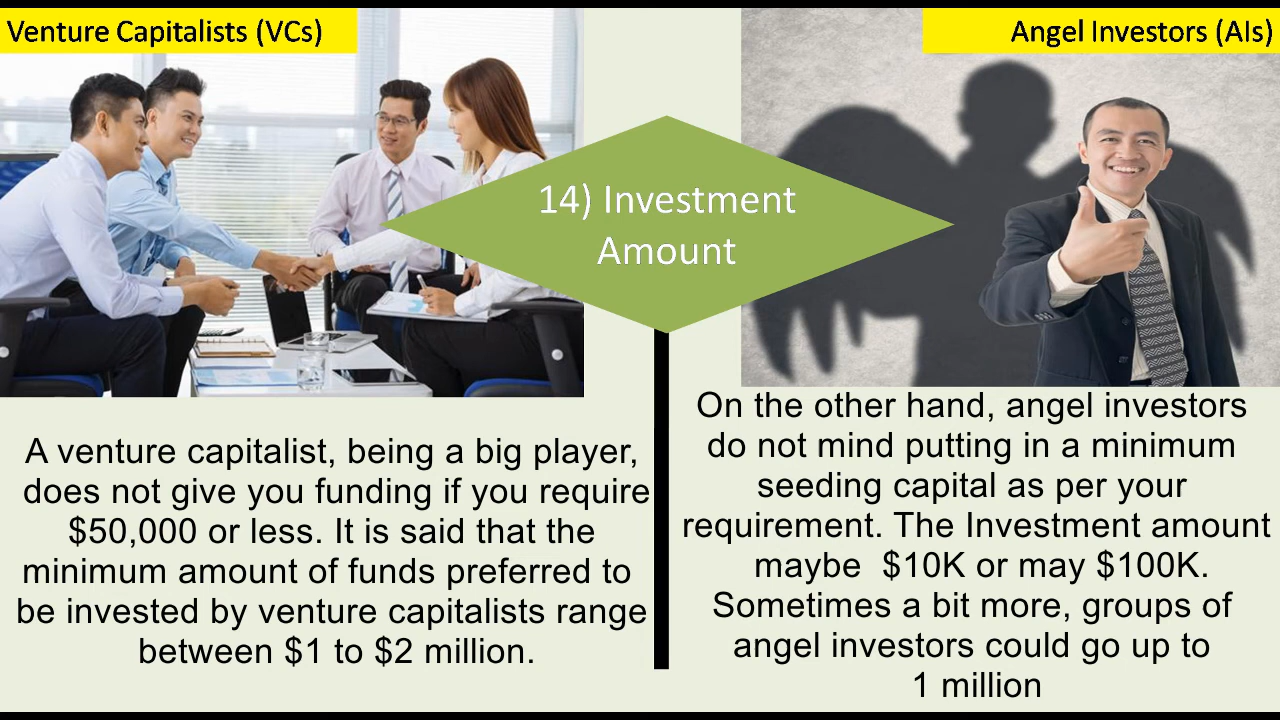 Venture Capitalists (VCs)
Angel Investors (AIs)
14) Investment
Amount
A venture capitalist, being a big player,
does not give you funding if you require
$50,000 or less. It is said that the
minimum amount of funds preferred to
be invested by venture capitalists range
between $1 to $2 million.
On the other hand, angel investors
do not mind putting in a minimum
seeding capital as per your
requirement. The Investment amount
maybe  $10K or may $100K.
Sometimes a bit more, groups of
angel investors could go up to
1 million